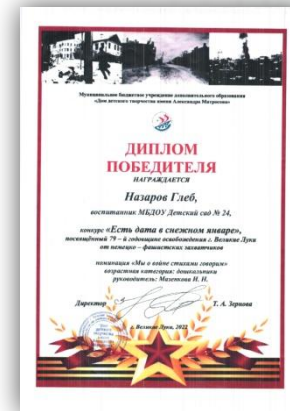 Муниципальное бюджетное учреждение дополнительного образования
«Дом детского творчества имени Александра Матросова»
ДИПЛОМ
ПОБЕДИТЕЛЯ
НАГРАЖДАЕТСЯ
Назаров Глеб,
воспитанник МБДОУ Детский сад № 24,
конкурс «Есть дата в снежном январе»,
посвящённый 79 – й годовщине освобождения г. Великие Луки
от немецко – фашистских захватчиков
номинация «Мы о войне стихами говорим»
возрастная категория: дошкольники
руководитель: Мазенкова И. И.
Директор
Т. А. Зернова
г. Великие Луки, 2022